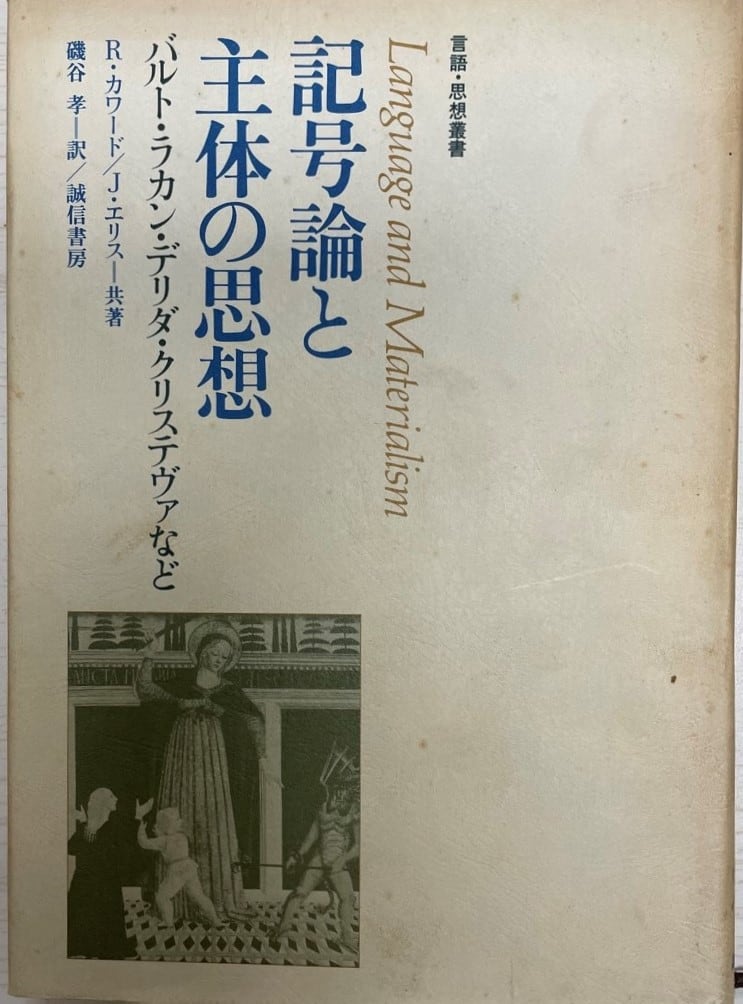 言語・思想叢書
Language and Materialism
記号論と
主体の思想
バルト・ラカン・デリダ・クリステヴァなど
R・カワード/J・エリス―共著
磯谷 孝―訳/誠信書房